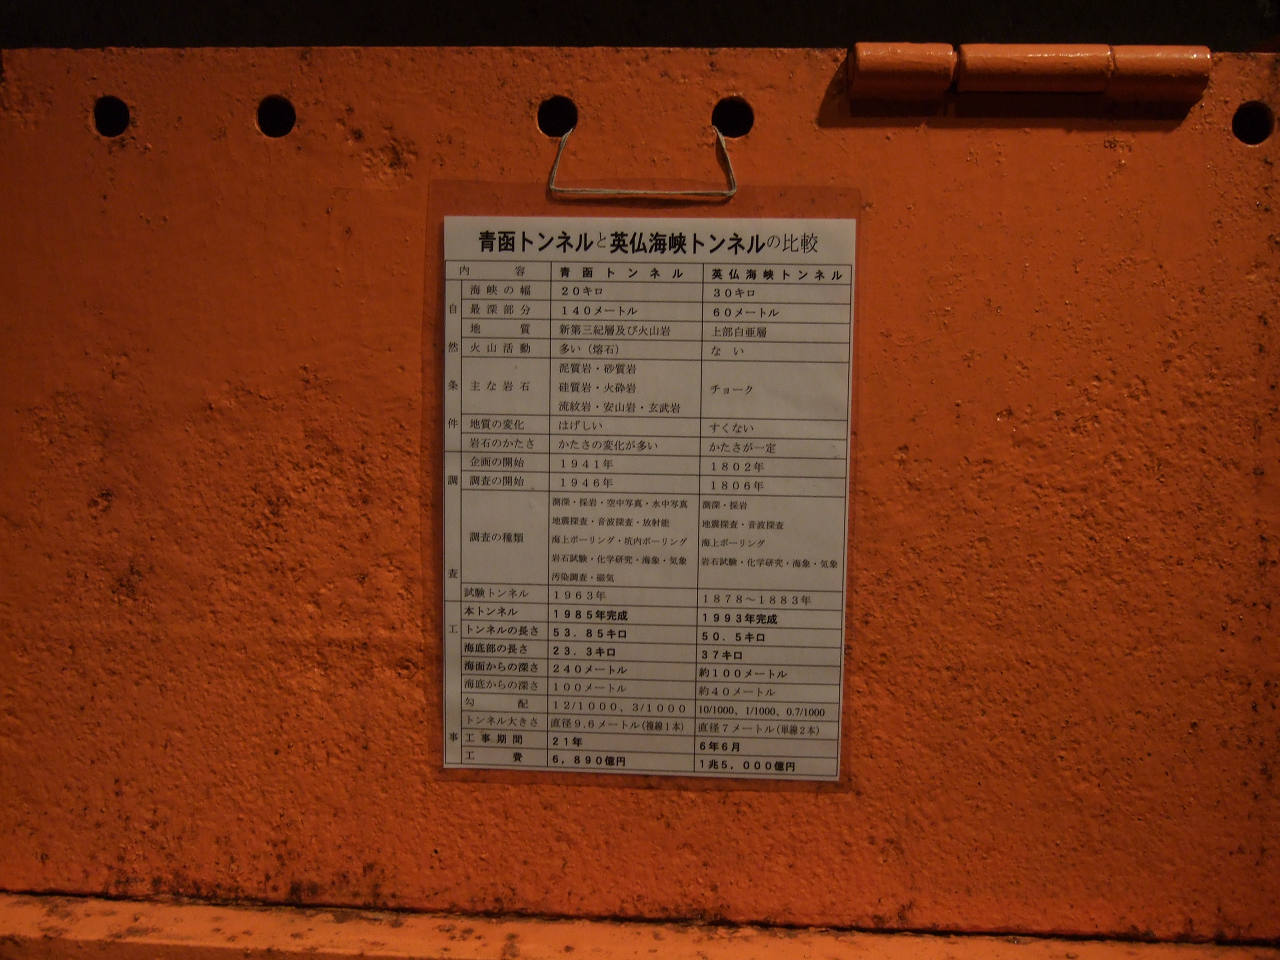 青函トンネルと英仏海峡トンネルの比較
内容 青函トンネル 英仏海峡トンネル
自然条件
海峡の幅 20キロ 30キロ
最深部分 140メートル 60メートル
地質 新第三紀層及び火山岩 上部白亜層
火山活動 多い（熔石） ない
主な岩石 泥質岩・砂質岩 チョーク
硅質岩・火砕岩
流紋岩・安山岩・玄武岩
地質の変化 はげしい すくない
岩石のかたさ かたさの変化が多い かたさが一定
調査
企画の開始 1941年 1802年
調査の開始 1946年 1806年
調査の種類 測深・採岩・空中写真・水中写真 測深・採岩
地震探査・音波探査・放射能 地震探査・音波探査
海上ボーリング・坑内ボーリング 海上ボーリング
岩石試験・化学研究・海象・気象 岩石試験・化学研究・海象・気象
汚染調査・磁気
試験トンネル 1963年 1878～1883年
工事
本トンネル 1985年完成 1993年完成
トンネルの長さ 53．85キロ 50．5キロ
海底部の長さ 23．3キロ 37キロ
海面からの深さ 240メートル 約100メートル
海底からの深さ 100メートル 約40メートル
勾配 12/1000、3/1000 10/1000、1/1000、0.7/1000
トンネル大きさ 直径9.6メートル(複線1本) 直径7メートル(単線2本)
工事期間 21年 6年6月
工費 6，890億円 1兆5，000億円